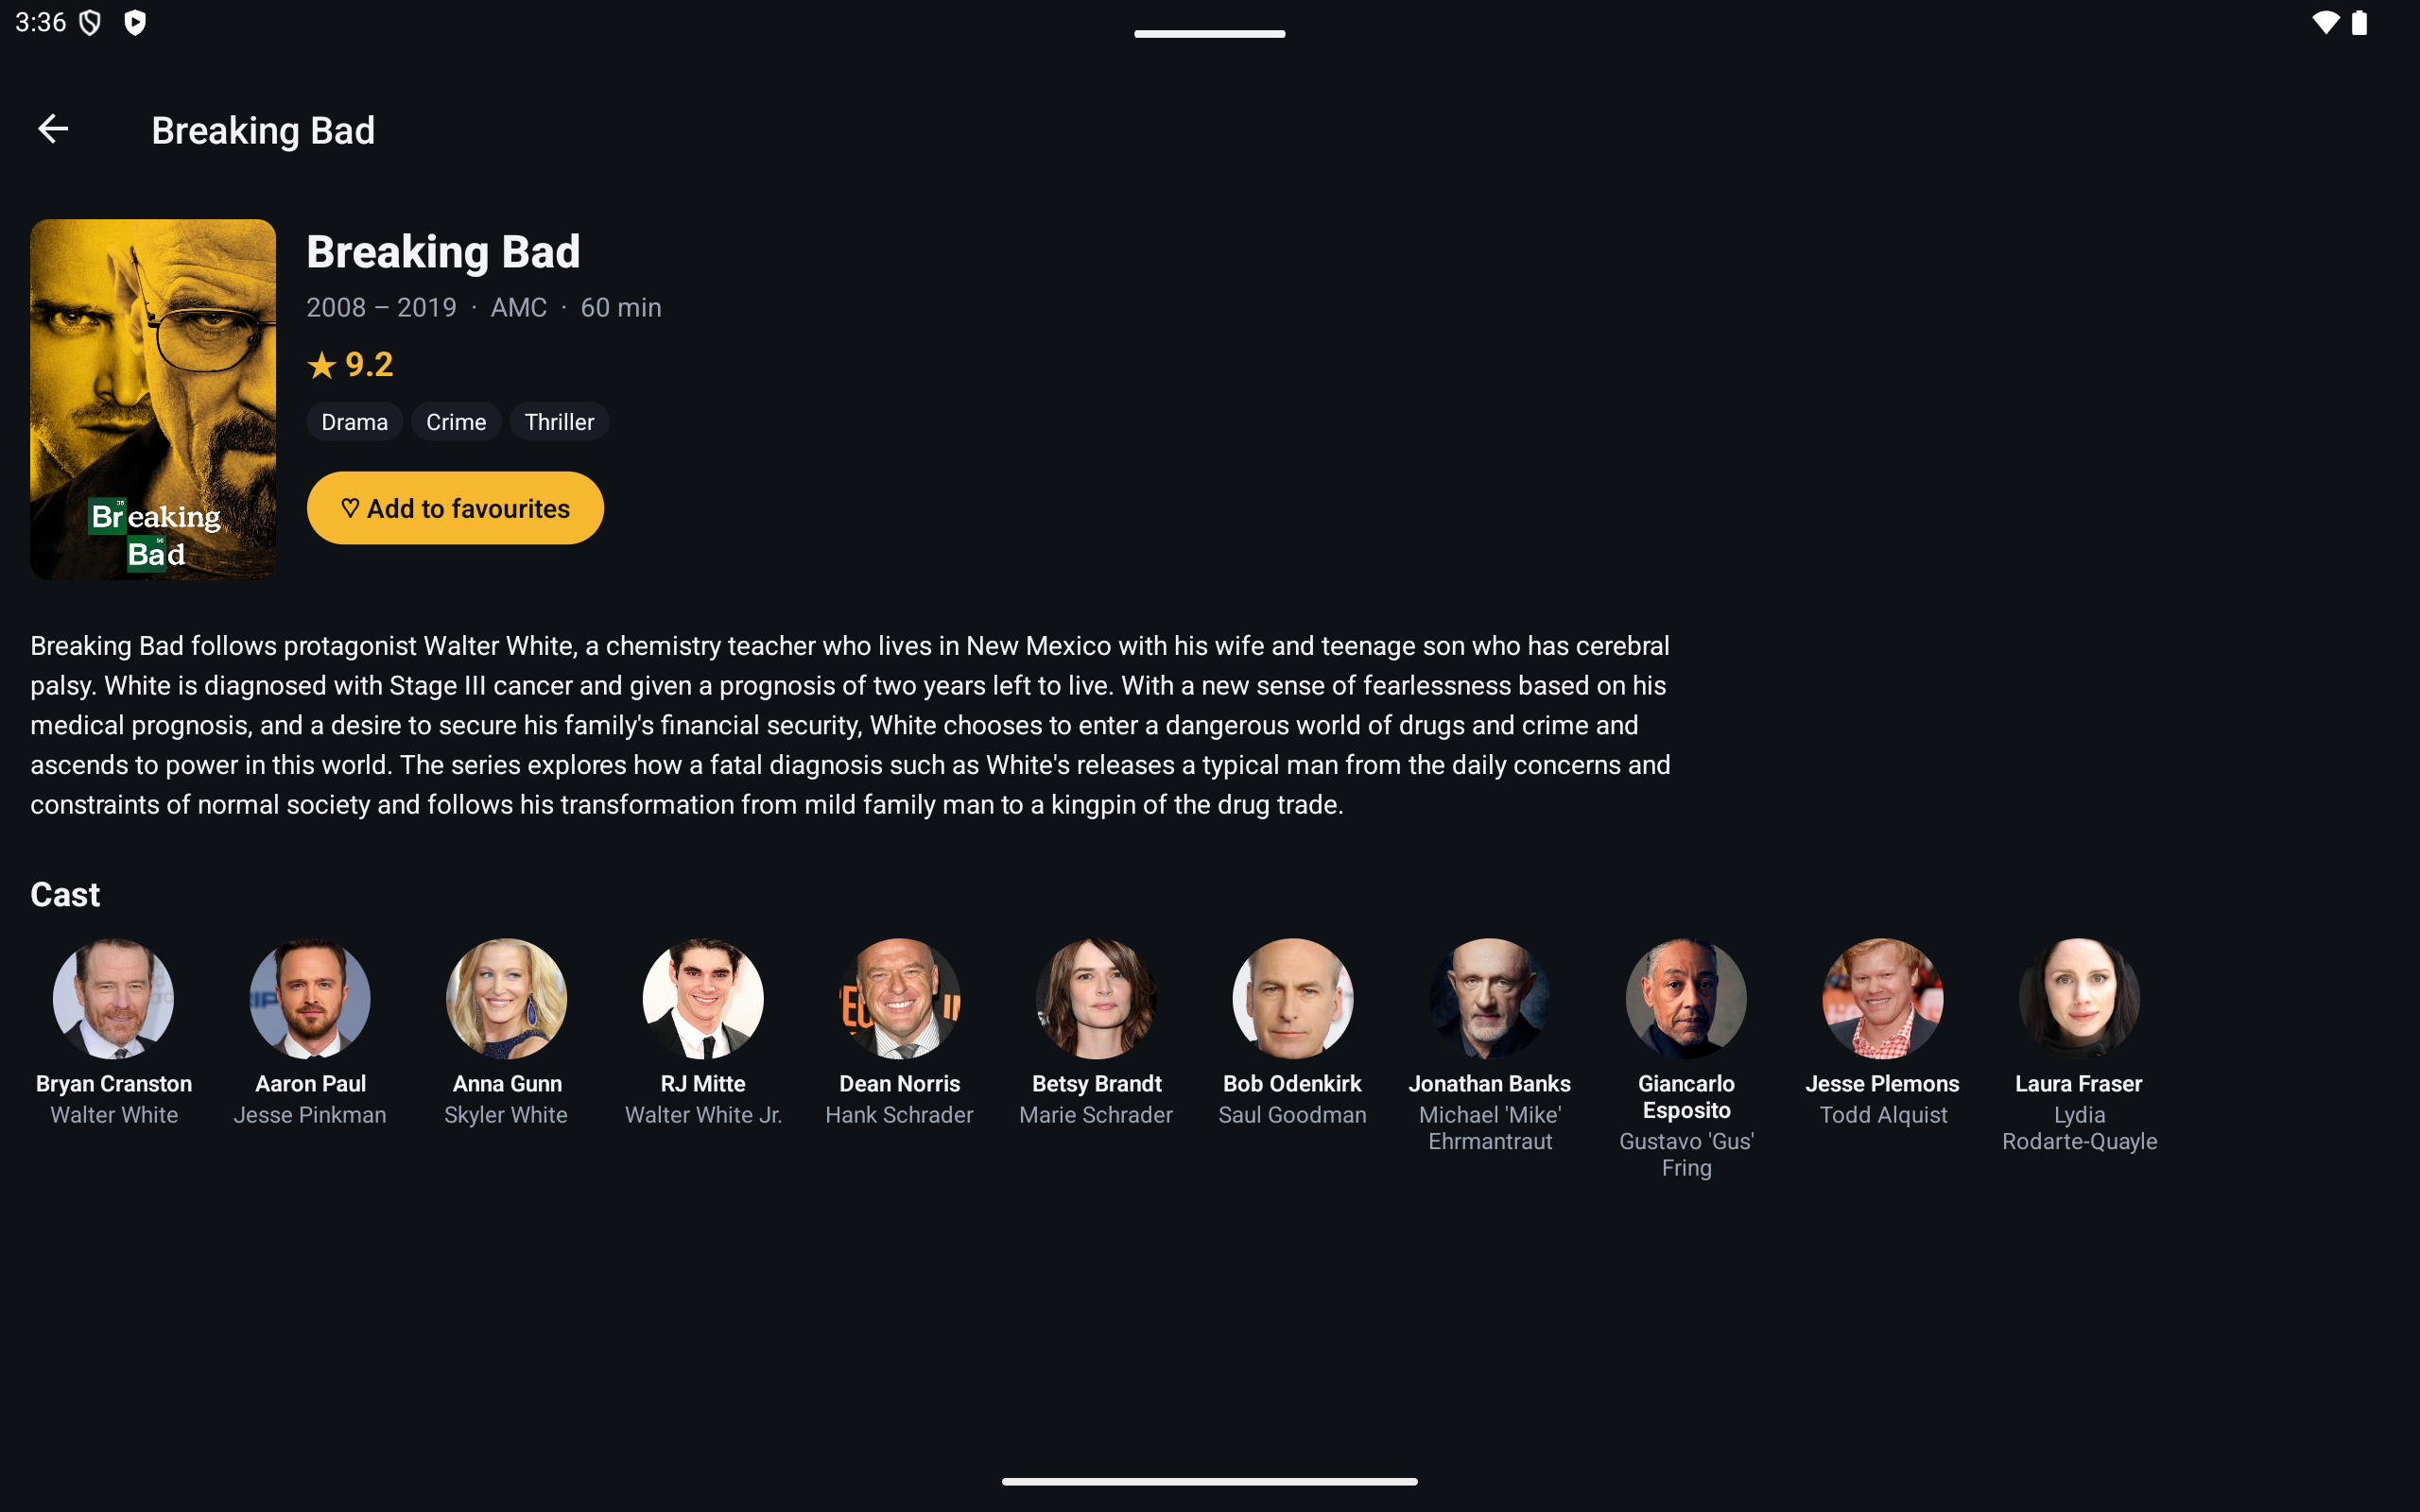 3:36
Breaking Bad
Breaking Bad
2008 – 2019 · AMC · 60 min
★ 9.2
Drama Crime Thriller
♡ Add to favourites
Breaking
Bad
Breaking Bad follows protagonist Walter White, a chemistry teacher who lives in New Mexico with his wife and teenage son who has cerebral
palsy. White is diagnosed with Stage III cancer and given a prognosis of two years left to live. With a new sense of fearlessness based on his
medical prognosis, and a desire to secure his family's financial security, White chooses to enter a dangerous world of drugs and crime and
ascends to power in this world. The series explores how a fatal diagnosis such as White's releases a typical man from the daily concerns and
constraints of normal society and follows his transformation from mild family man to a kingpin of the drug trade.
Cast
Bryan Cranston
Walter White
Aaron Paul
Jesse Pinkman
Anna Gunn
Skyler White
RJ Mitte
Walter White Jr.
Dean Norris
Hank Schrader
Betsy Brandt
Marie Schrader
Bob Odenkirk
Saul Goodman
Jonathan Banks
Michael 'Mike'
Ehrmantraut
Giancarlo
Esposito
Gustavo 'Gus'
Fring
Jesse Plemons
Todd Alquist
Laura Fraser
Lydia
Rodarte-Quayle